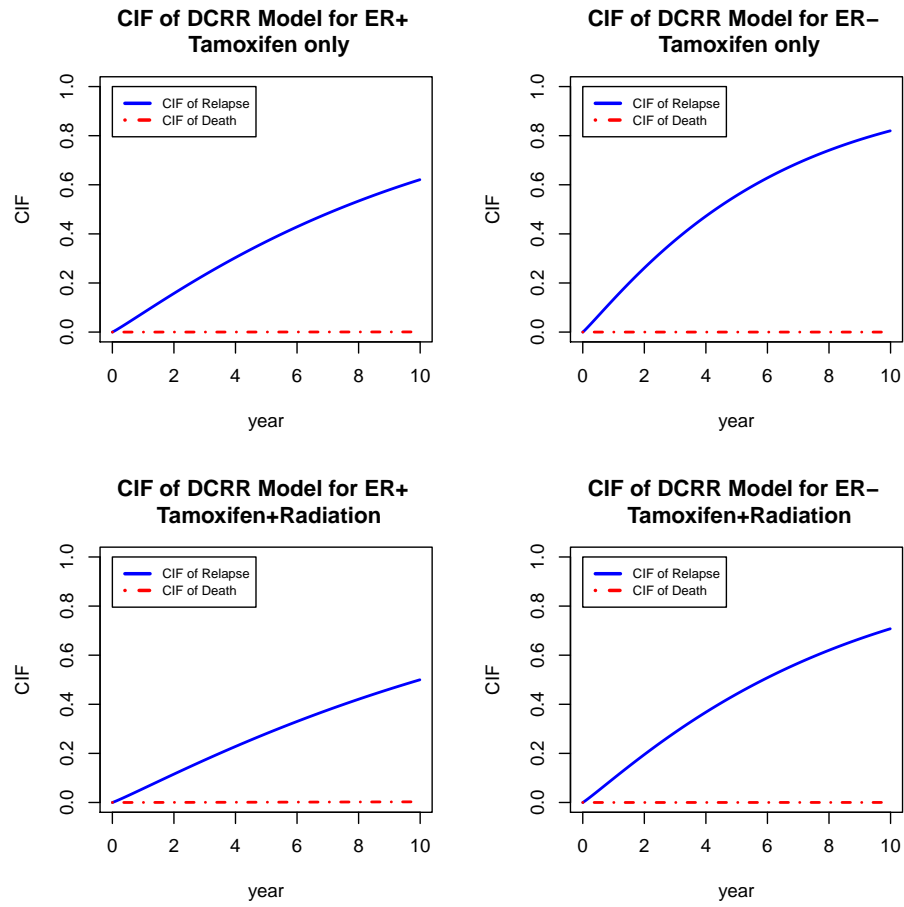 CIF of DCRR Model for ER+
Tamoxifen only
1.0
0.8
0.6
0.4
0.2
0.0
CIF
CIF of Relapse
CIF of Death
0 2 4 6 8 10
year
CIF of DCRR Model for ER−
Tamoxifen only
1.0
0.8
0.6
0.4
0.2
0.0
CIF
CIF of Relapse
CIF of Death
0 2 4 6 8 10
year
CIF of DCRR Model for ER+
Tamoxifen+Radiation
1.0
0.8
0.6
0.4
0.2
0.0
CIF
CIF of Relapse
CIF of Death
0 2 4 6 8 10
year
CIF of DCRR Model for ER−
Tamoxifen+Radiation
1.0
0.8
0.6
0.4
0.2
0.0
CIF
CIF of Relapse
CIF of Death
0 2 4 6 8 10
year